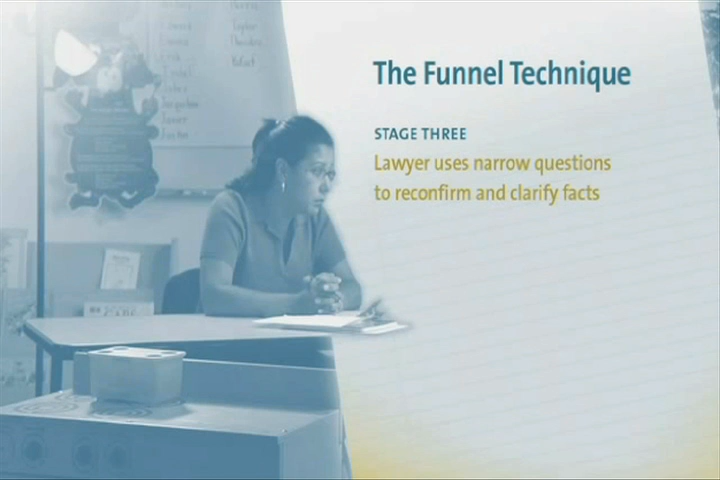 The Funnel Technique
STAGE THREE
Lawyer uses narrow questions
to reconfirm and clarify facts